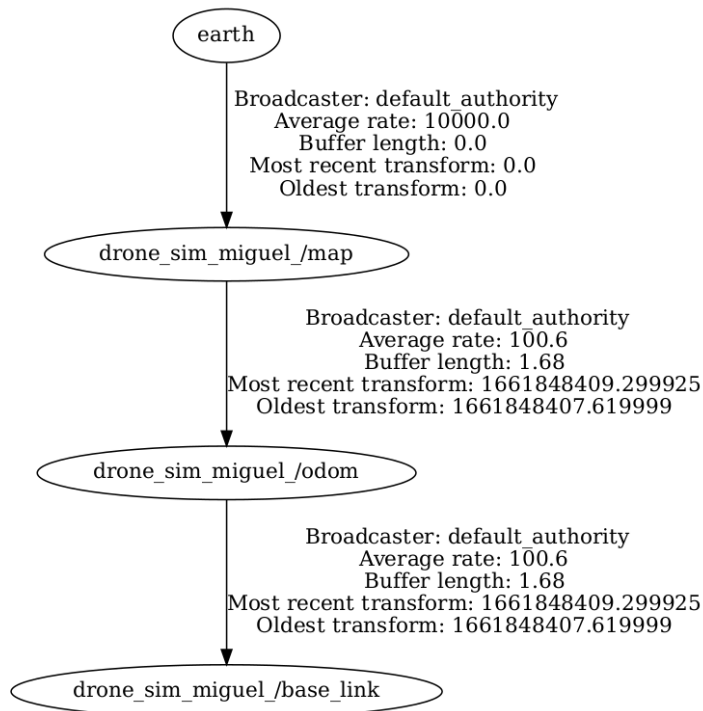 earth
Broadcaster: default_authority
Average rate: 10000.0
Buffer length: 0.0
Most recent transform: 0.0
Oldest transform: 0.0
drone_sim_miguel_/map
Broadcaster: default_authority
Average rate: 100.6
Buffer length: 1.68
Most recent transform: 1661848409.299925
Oldest transform: 1661848407.619999
drone_sim_miguel_/odom
Broadcaster: default_authority
Average rate: 100.6
Buffer length: 1.68
Most recent transform: 1661848409.299925
Oldest transform: 1661848407.619999
drone_sim_miguel_/base_link